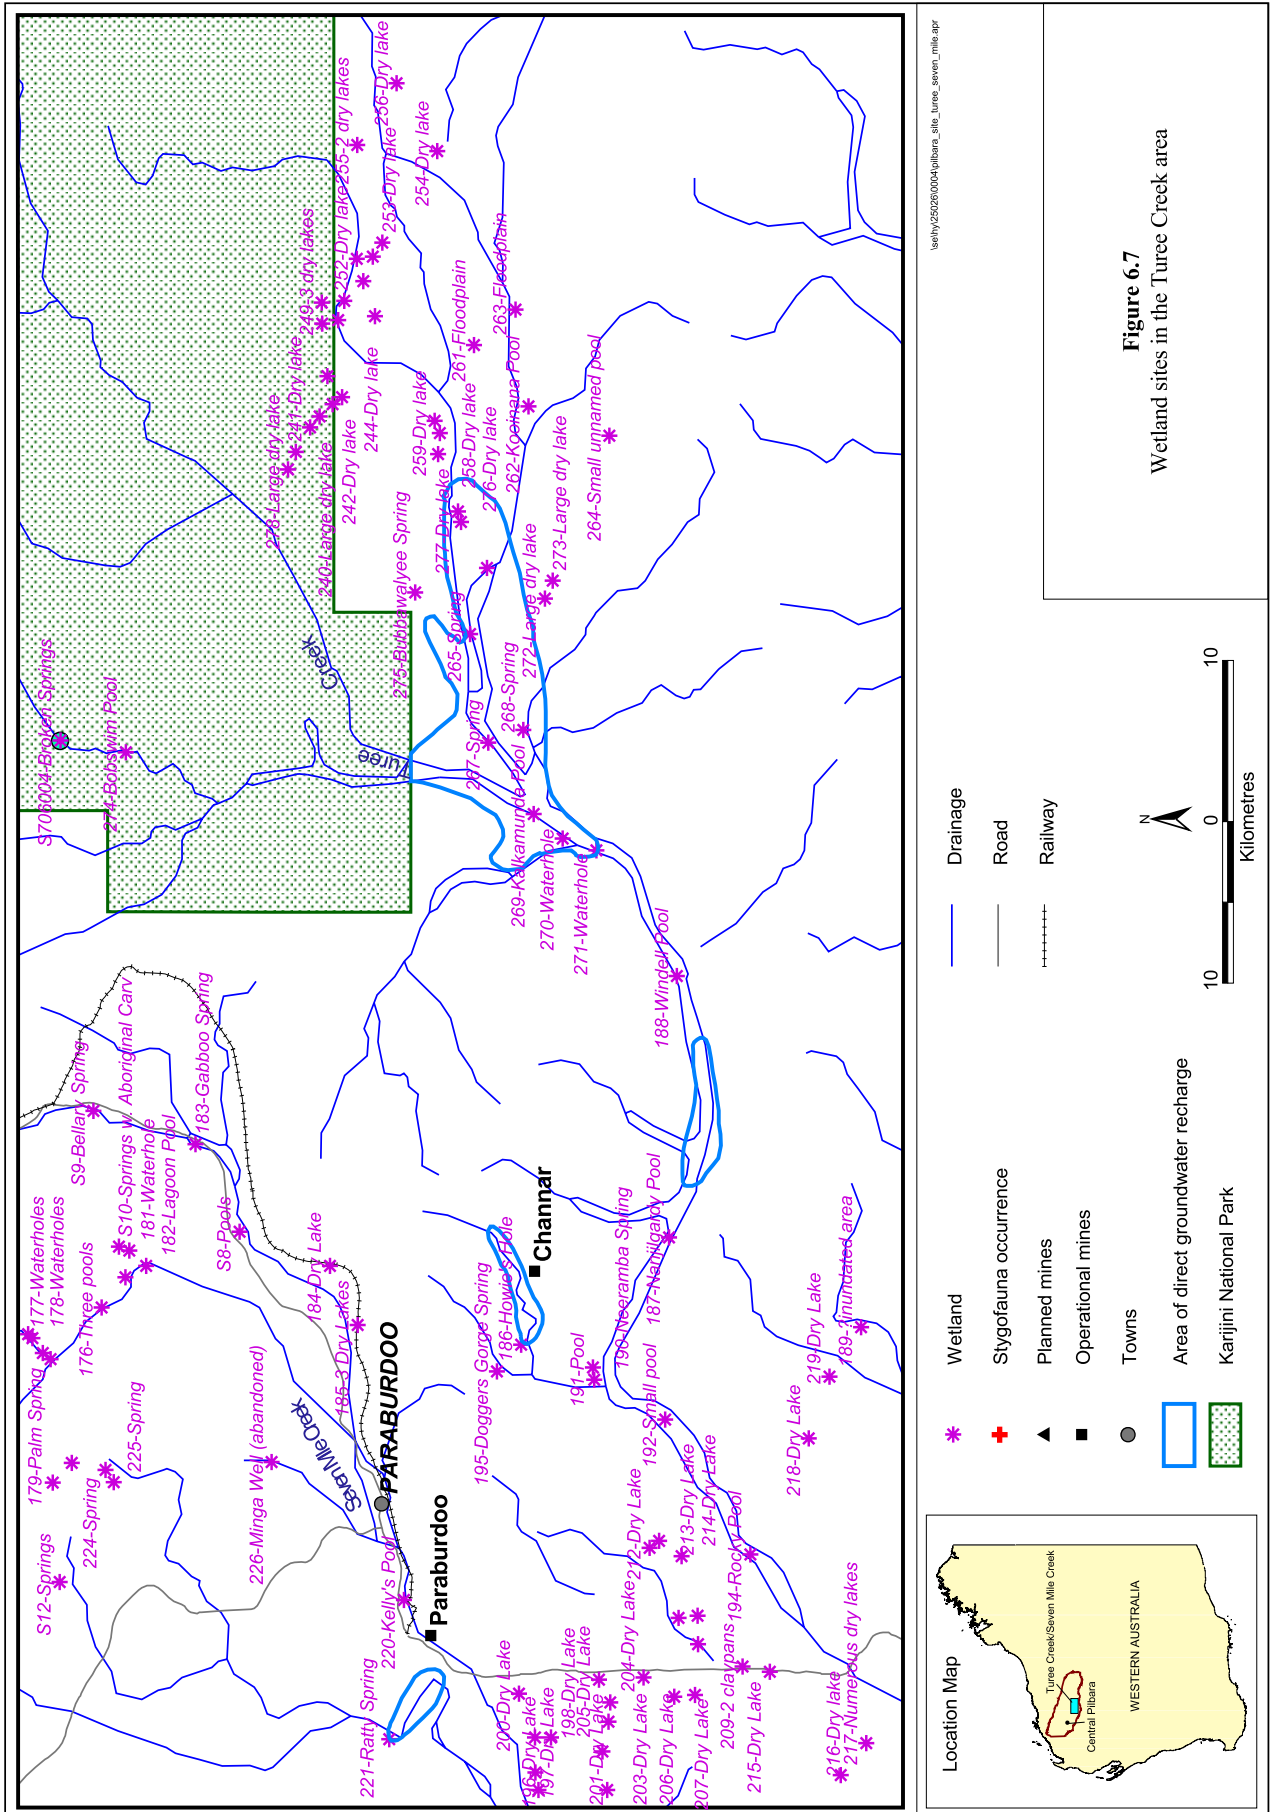 S706004-Broken Springs
274-Bobswim Pool
S9-Bellary Spring
S10-Springs w. Aboriginal Carv
181-Waterhole
182-Lagoon Pool
183-Gabboo Spring
177-Waterholes
178-Waterholes
176-Three pools
S8-Pools
179-Palm Spring
225-Spring
224-Spring
S12-Springs
226-Minga Well (abandoned)
184-Dry Lake
185-3 Dry Lakes
Seven Mile Creek
PARABURDOO
Paraburdoo
220-Kelly's Pool
221-Ratty Spring
Turee
Creek
278-Large dry lake
241-Dry lake
249-3 dry lakes
252-Dry lake
255-2 dry lakes
256-Dry lake
253-Dry lake
254-Dry lake
240-Large dry lake
242-Dry lake
244-Dry lake
259-Dry lake
261-Floodplain
263-Floodplain
258-Dry lake
276-Dry lake
262-Kooinana Pool
277-Dry lake
275-Bubbawalyee Spring
265-Spring
264-Small unnamed pool
273-Large dry lake
272-Large dry lake
268-Spring
267-Spring
269-Kalkamunda Pool
270-Waterhole
271-Waterhole
188-Windell Pool
Channar
186-Howie's Hole
195-Doggers Gorge Spring
187-Nanjilgardy Pool
190-Neeramba Spring
191-Pool
192-Small pool
189-?inundated area
219-Dry Lake
218-Dry Lake
212-Dry Lake
213-Dry Lake
214-Dry Lake
194-Rocky Pool
204-Dry Lake
200-Dry Lake
198-Dry Lake
205-Dry Lake
196-Dry Lake
197-Dry Lake
201-Dry Lake
203-Dry Lake
206-Dry Lake
207-Dry Lake
209-2 claypans
215-Dry Lake
216-Dry lake
217-Numerous dry lakes
Location Map
Turee Creek/Seven Mile Creek
Central Pilbara
WESTERN AUSTRALIA
Wetland
Stygofauna occurrence
Planned mines
Operational mines
Towns
Area of direct groundwater recharge
Karijini National Park
Drainage
Road
Railway
N
10 0 10
Kilometres
\se\hy\25026\0004\pilbara_site_turee_seven_mile.apr
Figure 6.7
Wetland sites in the Turee Creek area